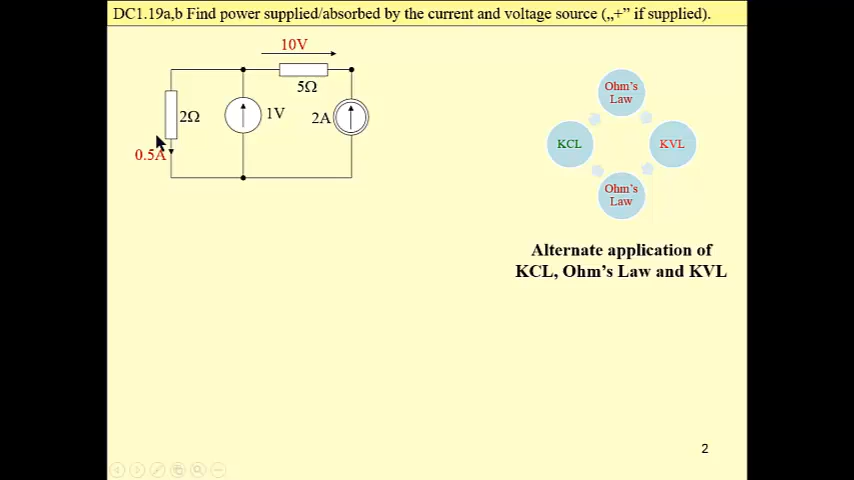 DC1.19a,b Find power supplied/absorbed by the current and voltage source („+” if supplied).
10V
5Ω
2Ω
1V
2A
0.5A
Ohm's
Law
KCL
KVL
Ohm's
Law
Alternate application of
KCL, Ohm's Law and KVL
2